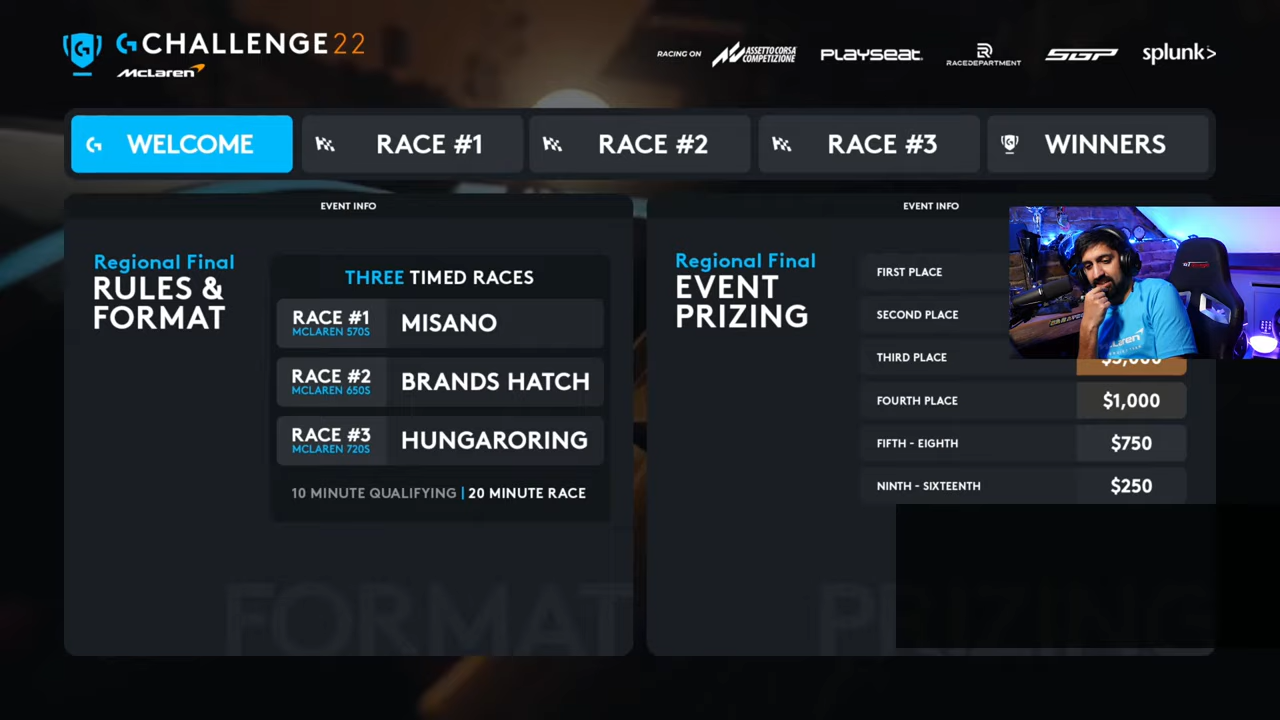 G CHALLENGE 22
McLaren
RACING ON
ASSETTO CORSA
COMPETIZIONE
PLAYSEAT
RACEDEPARTMENT
SGP
splunk>
WELCOME
RACE #1
RACE #2
RACE #3
WINNERS
EVENT INFO
Regional Final
RULES &
FORMAT
THREE TIMED RACES
RACE #1
MCLAREN 570S
MISANO
RACE #2
MCLAREN 650S
BRANDS HATCH
RACE #3
MCLAREN 720S
HUNGARORING
10 MINUTE QUALIFYING | 20 MINUTE RACE
FORMAT
EVENT INFO
Regional Final
EVENT
PRIZING
FIRST PLACE
SECOND PLACE
THIRD PLACE
FOURTH PLACE $1,000
FIFTH - EIGHTH $750
NINTH - SIXTEENTH $250
PRIZING
McLaren